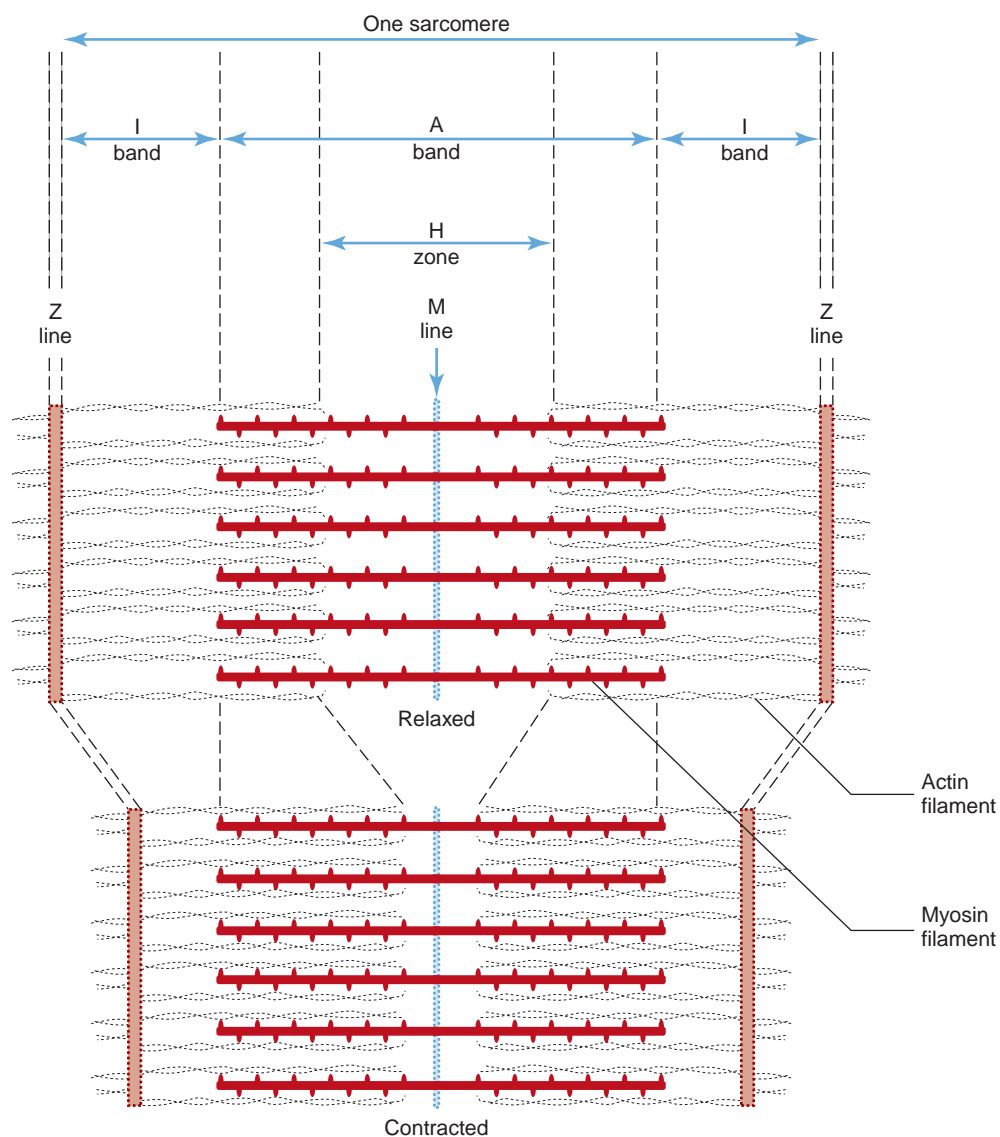 One sarcomere
I
band
A
band
I
band
H
zone
Z
line
M
line
Z
line
Relaxed
Actin
filament
Myosin
filament
Contracted